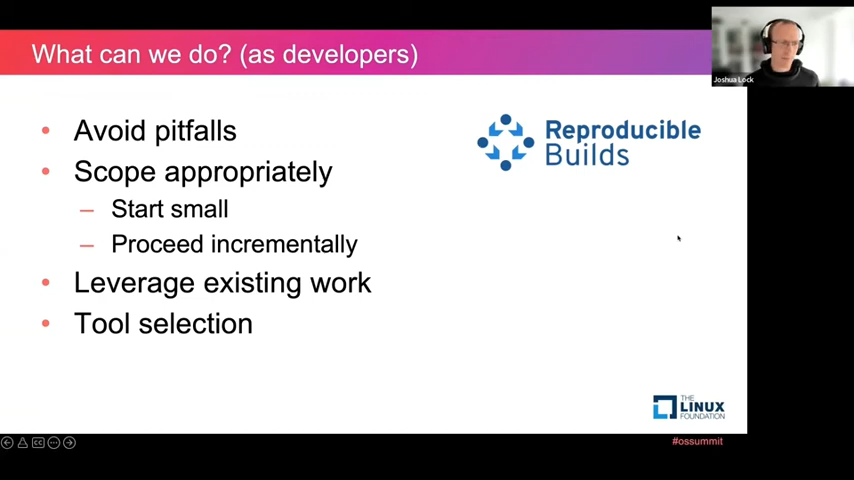 What can we do? (as developers)
Joshua Lock
• Avoid pitfalls
• Scope appropriately
– Start small
– Proceed incrementally
• Leverage existing work
• Tool selection
Reproducible
Builds
THE
LINUX
FOUNDATION
CC
#ossummit